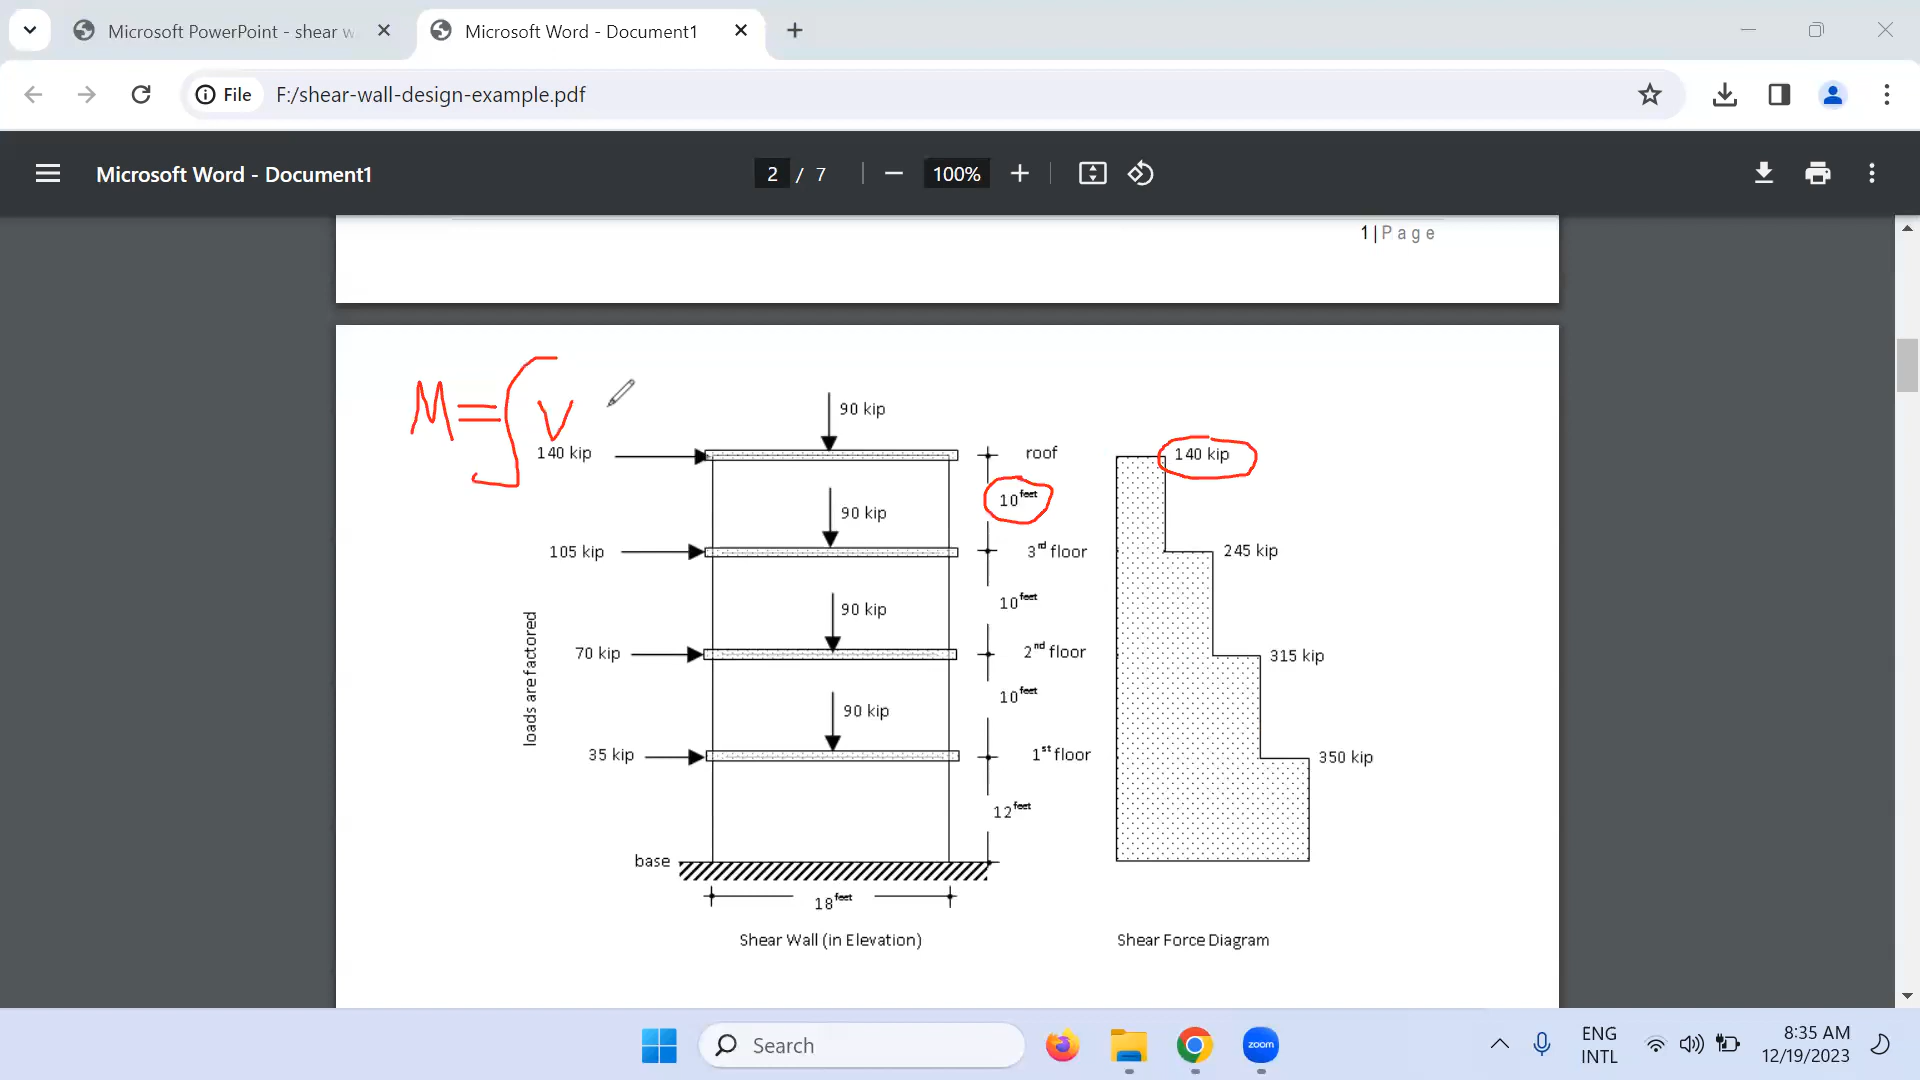 Microsoft PowerPoint - shear w
Microsoft Word - Document1
File
F:/shear-wall-design-example.pdf
Microsoft Word - Document1
2 / 7
100%
1|Page
M=∫V
90 kip
140 kip
roof
140 kip
10 feet
90 kip
105 kip
3rd floor
245 kip
10 feet
90 kip
loads are factored
70 kip
2nd floor
315 kip
10 feet
90 kip
35 kip
1st floor
350 kip
12 feet
base
18 feet
Shear Wall (in Elevation)
Shear Force Diagram
Search
zoom
ENG
INTL
8:35 AM
12/19/2023